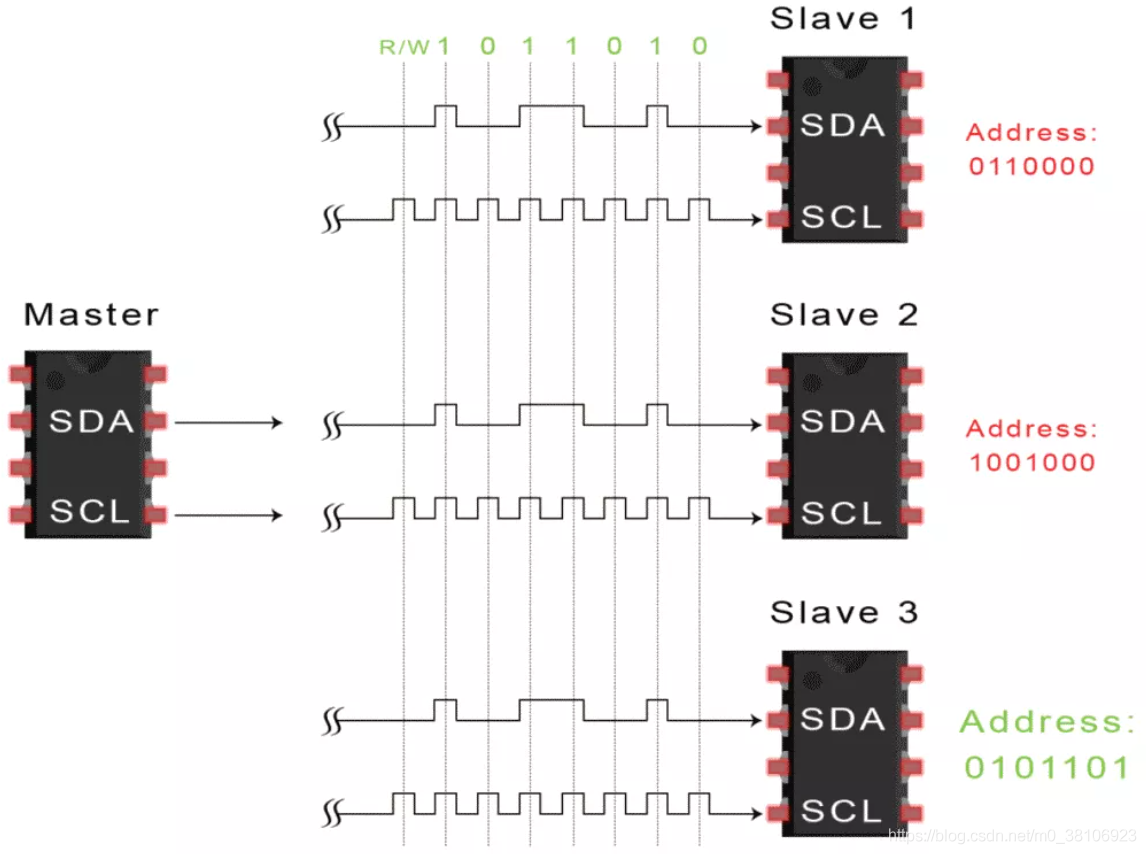 Slave 1
R/W 1 0 1 1 0 1 0
SDA
Address:
0110000
SCL
Master
SDA
SCL
Slave 2
SDA
Address:
1001000
SCL
Slave 3
SDA
Address:
0101101
SCL
https://blog.csdn.net/m0_38106923